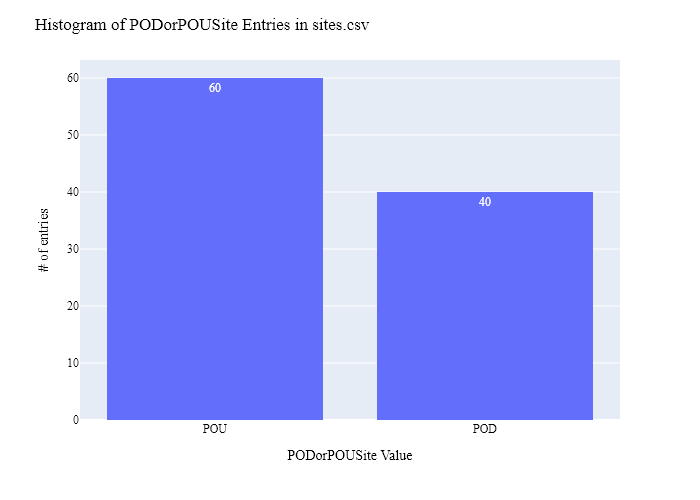 Histogram of PODorPOUSite Entries in sites.csv
60
50
40
30
20
10
0
# of entries
60
40
POU
POD
PODorPOUSite Value